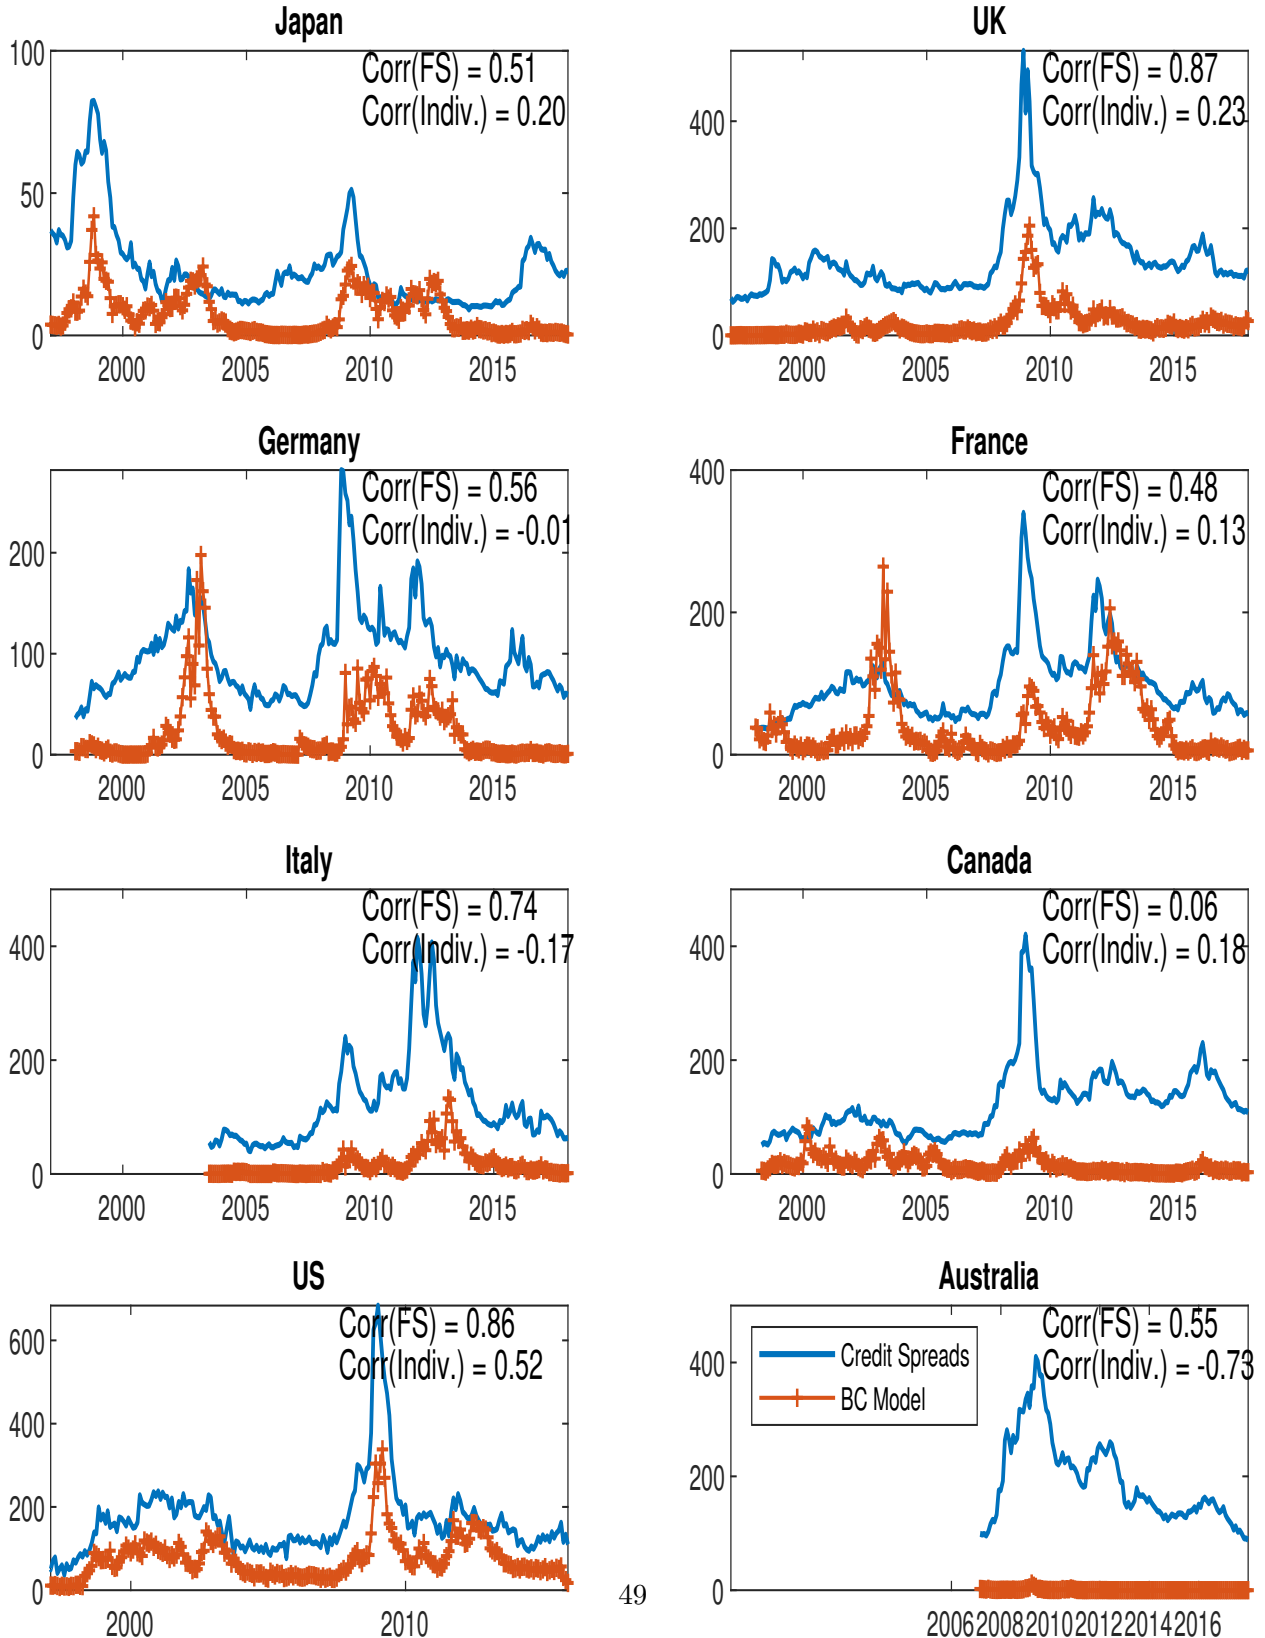 Japan
Corr(FS) = 0.51
Corr(Indiv.) = 0.20
100
50
0
2000 2005 2010 2015
UK
Corr(FS) = 0.87
Corr(Indiv.) = 0.23
400
200
0
2000 2005 2010 2015
Germany
Corr(FS) = 0.56
Corr(Indiv.) = -0.01
200
100
0
2000 2005 2010 2015
France
Corr(FS) = 0.48
Corr(Indiv.) = 0.13
400
200
0
2000 2005 2010 2015
Italy
Corr(FS) = 0.74
Corr(Indiv.) = -0.17
400
200
0
2000 2005 2010 2015
Canada
Corr(FS) = 0.06
Corr(Indiv.) = 0.18
400
200
0
2000 2005 2010 2015
US
Corr(FS) = 0.86
Corr(Indiv.) = 0.52
600
400
200
0
2000 2010
Australia
Corr(FS) = 0.55
Corr(Indiv.) = -0.73
Credit Spreads
BC Model
400
200
0
2006 2008 2010 2012 2014 2016
49